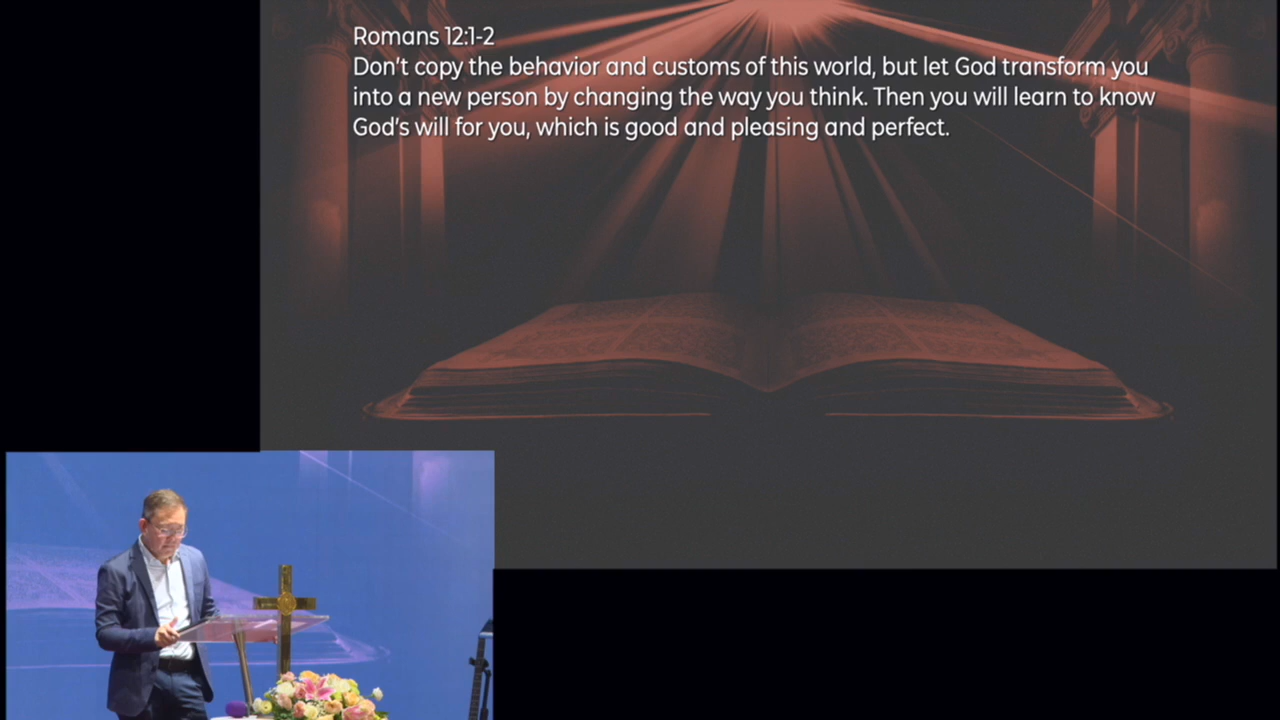 Romans 12:1-2
Don't copy the behavior and customs of this world, but let God transform you
into a new person by changing the way you think. Then you will learn to know
God's will for you, which is good and pleasing and perfect.